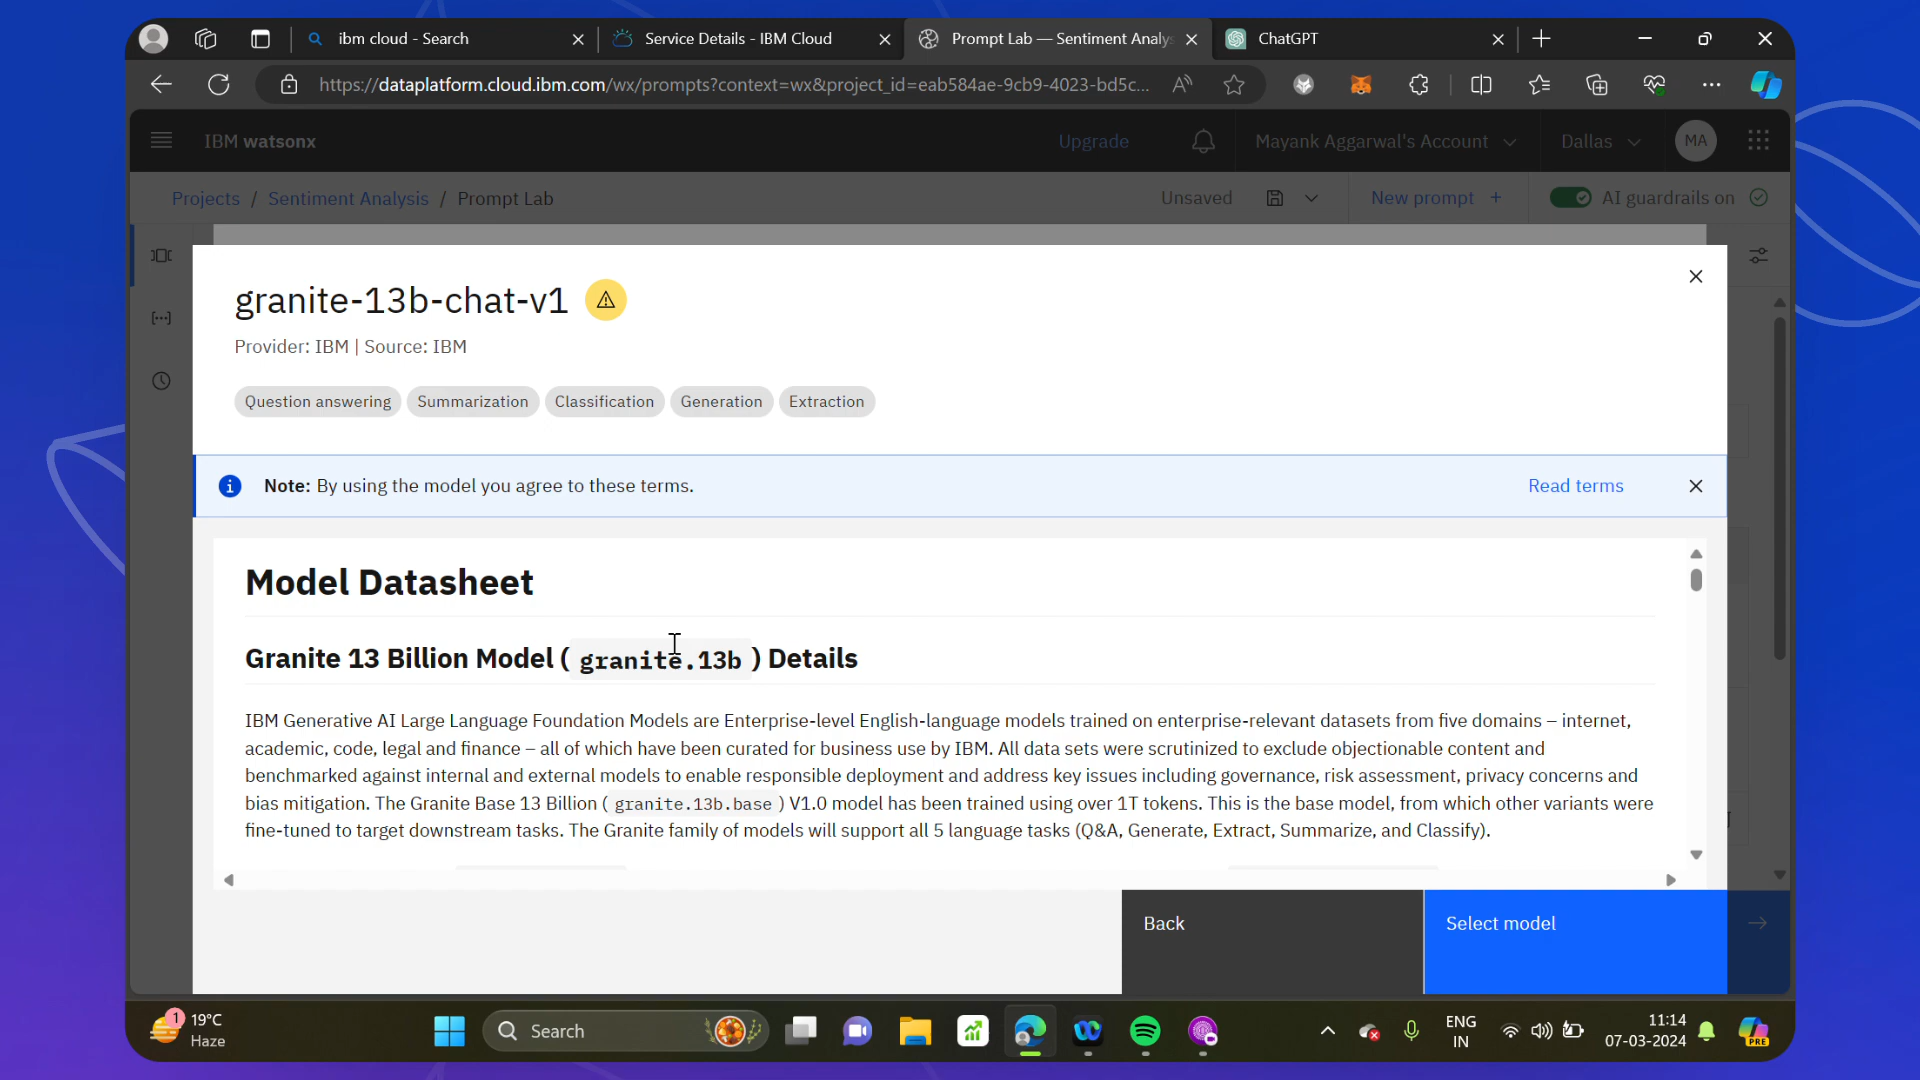 ibm cloud - Search
Service Details - IBM Cloud
Prompt Lab — Sentiment Analys
ChatGPT
https://dataplatform.cloud.ibm.com/wx/prompts?context=wx&project_id=eab584ae-9cb9-4023-bd5c...
IBM watsonx
Upgrade
Mayank Aggarwal's Account
Dallas
MA
Projects / Sentiment Analysis / Prompt Lab
Unsaved
New prompt +
AI guardrails on
granite-13b-chat-v1
Provider: IBM | Source: IBM
Question answering
Summarization
Classification
Generation
Extraction
Note: By using the model you agree to these terms.
Read terms
Model Datasheet
Granite 13 Billion Model ( granite.13b ) Details
IBM Generative AI Large Language Foundation Models are Enterprise-level English-language models trained on enterprise-relevant datasets from five domains – internet,
academic, code, legal and finance – all of which have been curated for business use by IBM. All data sets were scrutinized to exclude objectionable content and
benchmarked against internal and external models to enable responsible deployment and address key issues including governance, risk assessment, privacy concerns and
bias mitigation. The Granite Base 13 Billion ( granite.13b.base ) V1.0 model has been trained using over 1T tokens. This is the base model, from which other variants were
fine-tuned to target downstream tasks. The Granite family of models will support all 5 language tasks (Q&A, Generate, Extract, Summarize, and Classify).
Back
Select model
1
19°C
Haze
Search
ENG
IN
11:14
07-03-2024
PRE